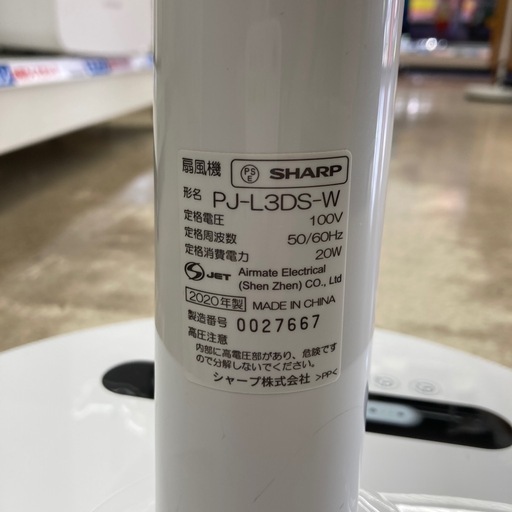 扇風機 PSE SHARP
形名 PJ-L3DS-W
定格電圧 100V
定格周波数 50/60Hz
定格消費電力 20W
S JET Airmate Electrical
(Shen Zhen) CO., Ltd
2020年製 MADE IN CHINA
製造番号 0027667
高圧注意
内部に高電圧部があり、危険です
ので分解しないでください。
シャープ株式会社 >PP<